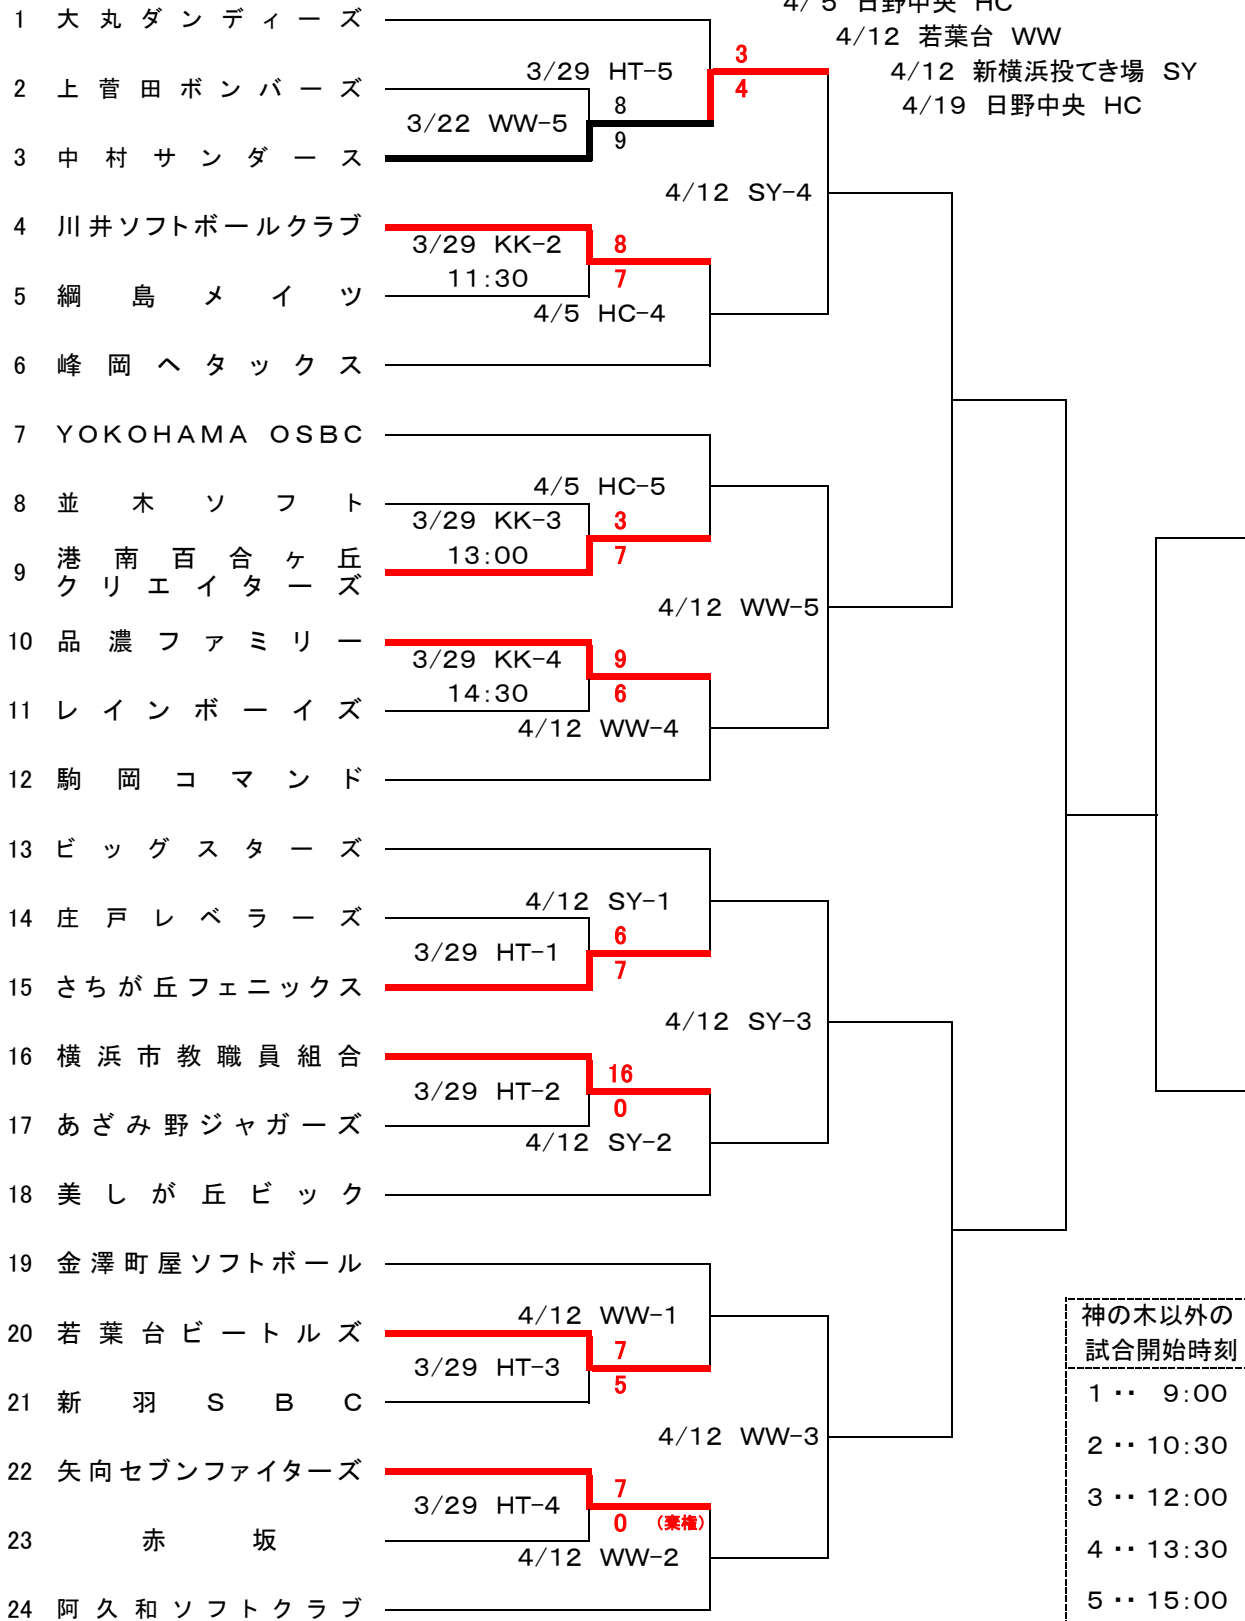 4/5 日野中央 HC
4/12 若葉台 WW
4/12 新横浜投てき場 SY
4/19 日野中央 HC
1 大丸ダンディーズ
3
3/29 HT-5
4
2 上菅田ボンバーズ
8
3/22 WW-5
9
3 中村サンダース
4/12 SY-4
4 川井ソフトボールクラブ
3/29 KK-2
8
11:30
7
5 綱島メイツ
4/5 HC-4
6 峰岡ヘタックス
7 YOKOHAMA OSBC
4/5 HC-5
8 並木ソフト
3/29 KK-3
3
13:00
7
9 港南百合ヶ丘
クリエイターズ
4/12 WW-5
10 品濃ファミリー
3/29 KK-4
9
14:30
6
11 レインボーイズ
4/12 WW-4
12 駒岡コマンド
13 ビッグスターズ
4/12 SY-1
14 庄戸レベラーズ
6
3/29 HT-1
7
15 さちが丘フェニックス
4/12 SY-3
16 横浜市教職員組合
16
3/29 HT-2
0
17 あざみ野ジャガーズ
4/12 SY-2
18 美しが丘ビック
19 金澤町屋ソフトボール
4/12 WW-1
20 若葉台ビートルズ
7
3/29 HT-3
5
21 新羽SBC
4/12 WW-3
22 矢向セブンファイターズ
7
3/29 HT-4
0 (棄権)
23 赤坂
4/12 WW-2
24 阿久和ソフトクラブ
神の木以外の
試合開始時刻
1 ‥ 9:00
2 ‥ 10:30
3 ‥ 12:00
4 ‥ 13:30
5 ‥ 15:00